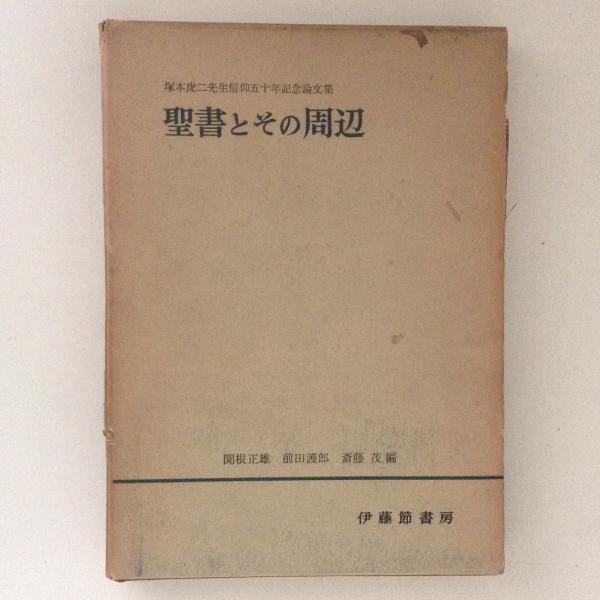 塚本虎二先生信仰五十年記念論文集
聖書とその周辺
関根正雄 前田護郎 斎藤 茂 編
伊藤節書房